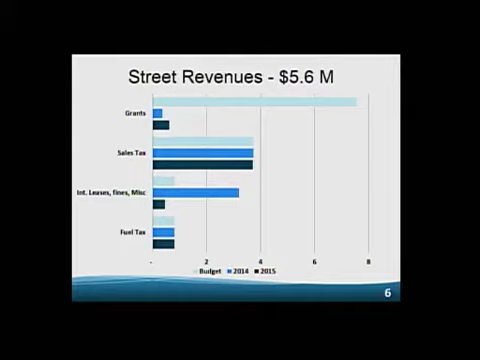 Street Revenues - $5.6 M
Grants
Sales Tax
Int. Leases, fines, Misc
Fuel Tax
- 2 4 6 8
Budget 2014 2015
6